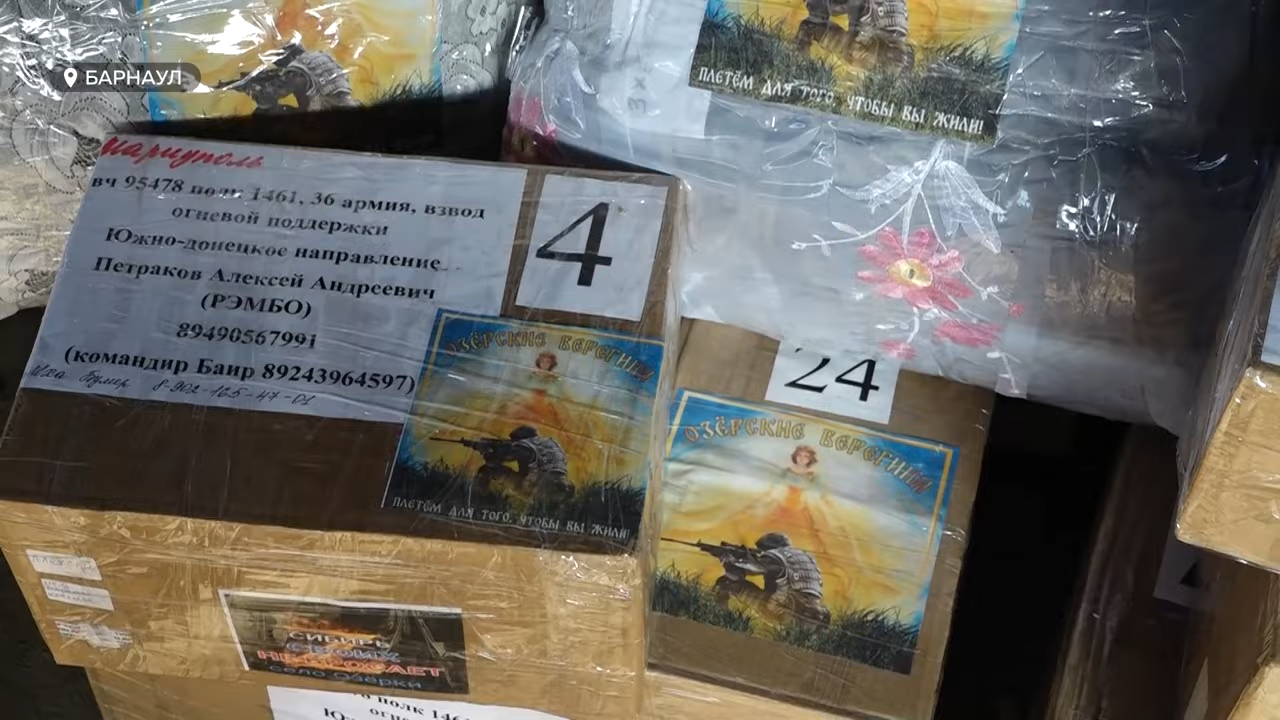 БАРНАУЛ
ПЛЕТЁМ ДЛЯ ТОГО, ЧТОБЫ ВЫ ЖИЛИ!
Мариуполь
вч 95478 полк 1461, 36 армия, взвод
огневой поддержки
Южно-донецкое направление
Петраков Алексей Андреевич
(РЭМБО)
89490567991
(командир Баир 89243964597)
8-902-165-47-01
4
ОЗЁРСКИЕ БЕРЕГИНИ
ПЛЕТЁМ ДЛЯ ТОГО, ЧТОБЫ ВЫ ЖИЛИ!
24
ОЗЁРСКИЕ БЕРЕГИНИ
СИБИРЬ
СВОИХ
НЕ БРОСАЕТ
село Озёрки
полк 1461